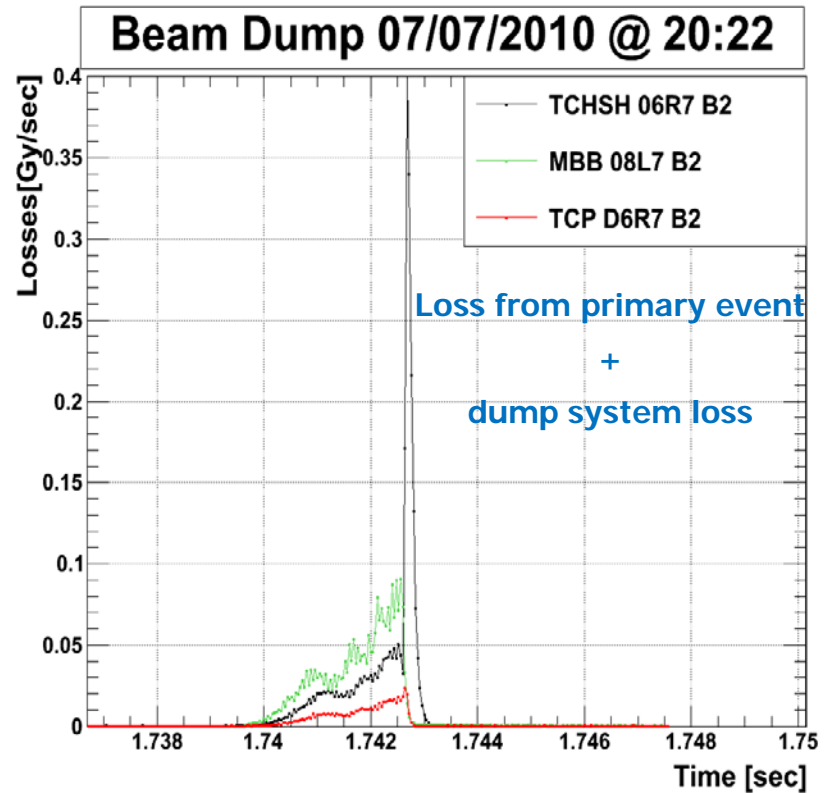 Beam Dump 07/07/2010 @ 20:22
0.4
TCHSH 06R7 B2
MBB 08L7 B2
TCP D6R7 B2
Losses[Gy/sec]
0.35
0.3
0.25
0.2
0.15
0.1
0.05
0
Loss from primary event
+
dump system loss
1.738 1.74 1.742 1.744 1.746 1.748 1.75
Time [sec]